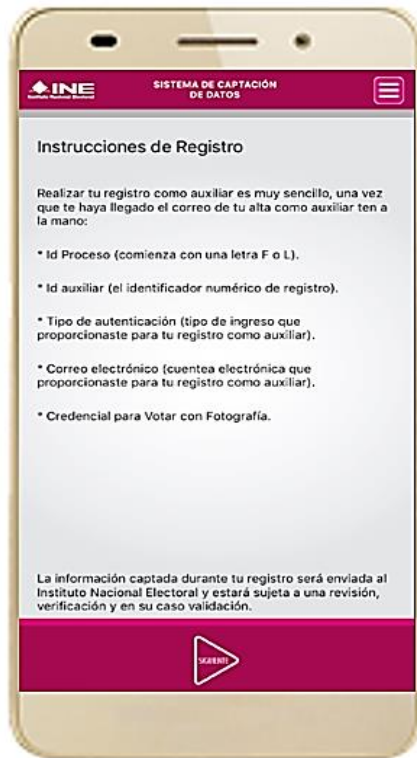 INE
Instituto Nacional Electoral
SISTEMA DE CAPTACIÓN
DE DATOS
Instrucciones de Registro
Realizar tu registro como auxiliar es muy sencillo, una vez
que te haya llegado el correo de tu alta como auxiliar ten a
la mano:
* Id Proceso (comienza con una letra F o L).
* Id auxiliar (el identificador numérico de registro).
* Tipo de autenticación (tipo de ingreso que
proporcionaste para tu registro como auxiliar).
* Correo electrónico (cuentea electrónica que
proporcionaste para tu registro como auxiliar).
* Credencial para Votar con Fotografía.
La información captada durante tu registro será enviada al
Instituto Nacional Electoral y estará sujeta a una revisión,
verificación y en su caso validación.
SIGUIENTE